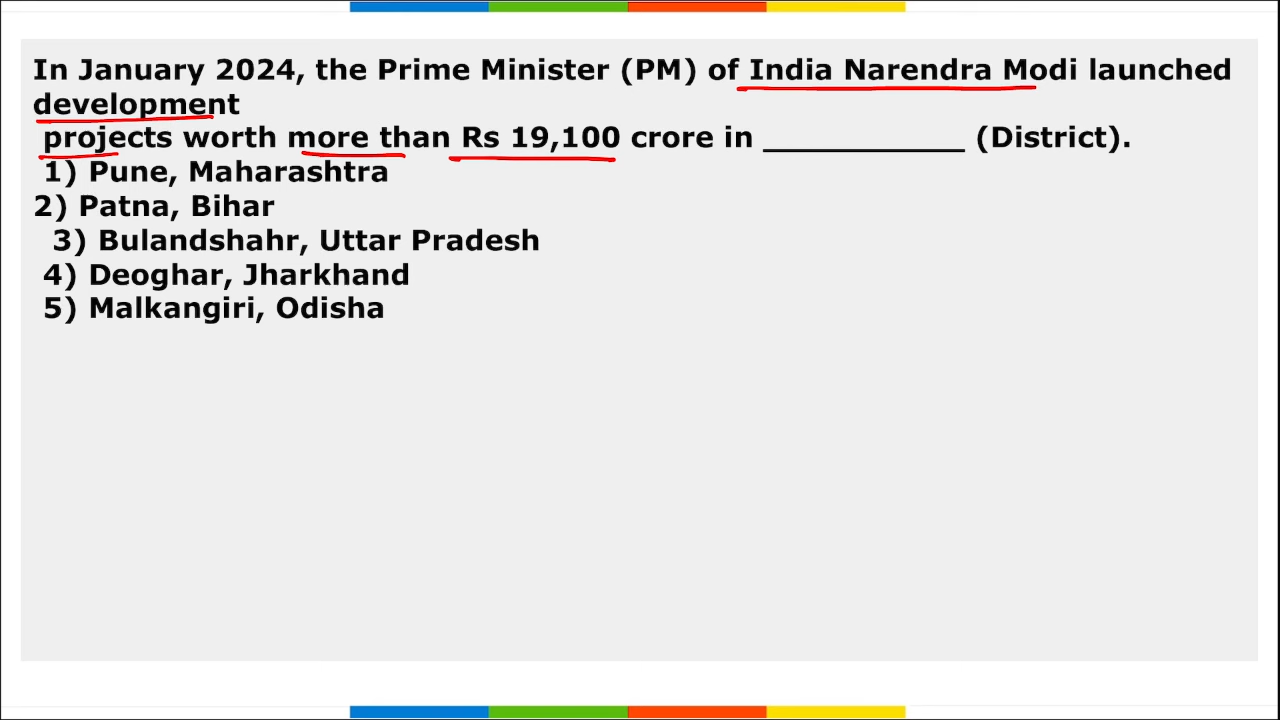 In January 2024, the Prime Minister (PM) of India Narendra Modi launched
development
projects worth more than Rs 19,100 crore in ____________ (District).
1) Pune, Maharashtra
2) Patna, Bihar
3) Bulandshahr, Uttar Pradesh
4) Deoghar, Jharkhand
5) Malkangiri, Odisha